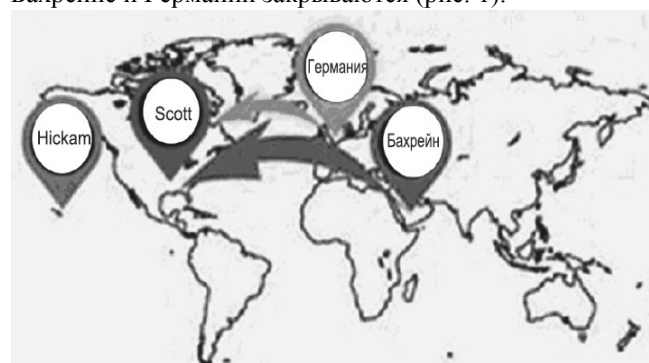 Бахрейне и Германии закрываются (рис. 1).
Германия
Scott
Hickam
Бахрейн